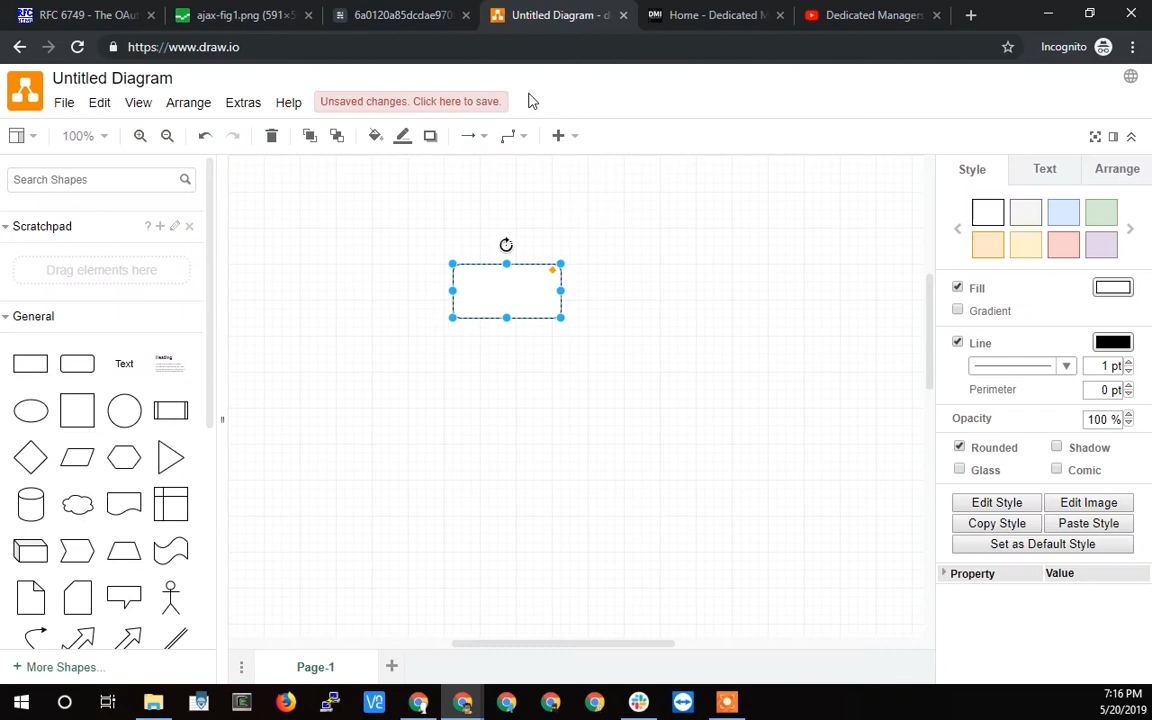 RFC 6749 - The OAut
ajax-fig1.png (591×5
6a0120a85dcdae970
Untitled Diagram - d
DMI Home - Dedicated M
Dedicated Managers
https://www.draw.io
Incognito
Untitled Diagram
File Edit View Arrange Extras Help Unsaved changes. Click here to save.
100%
Search Shapes
Style Text Arrange
Scratchpad ?
Drag elements here
Fill
Gradient
General
Line
Text
Heading
1 pt
Perimeter 0 pt
Opacity 100 %
Rounded Shadow
Glass Comic
Edit Style Edit Image
Copy Style Paste Style
Set as Default Style
Property Value
+ More Shapes...
Page-1
7:16 PM
5/20/2019